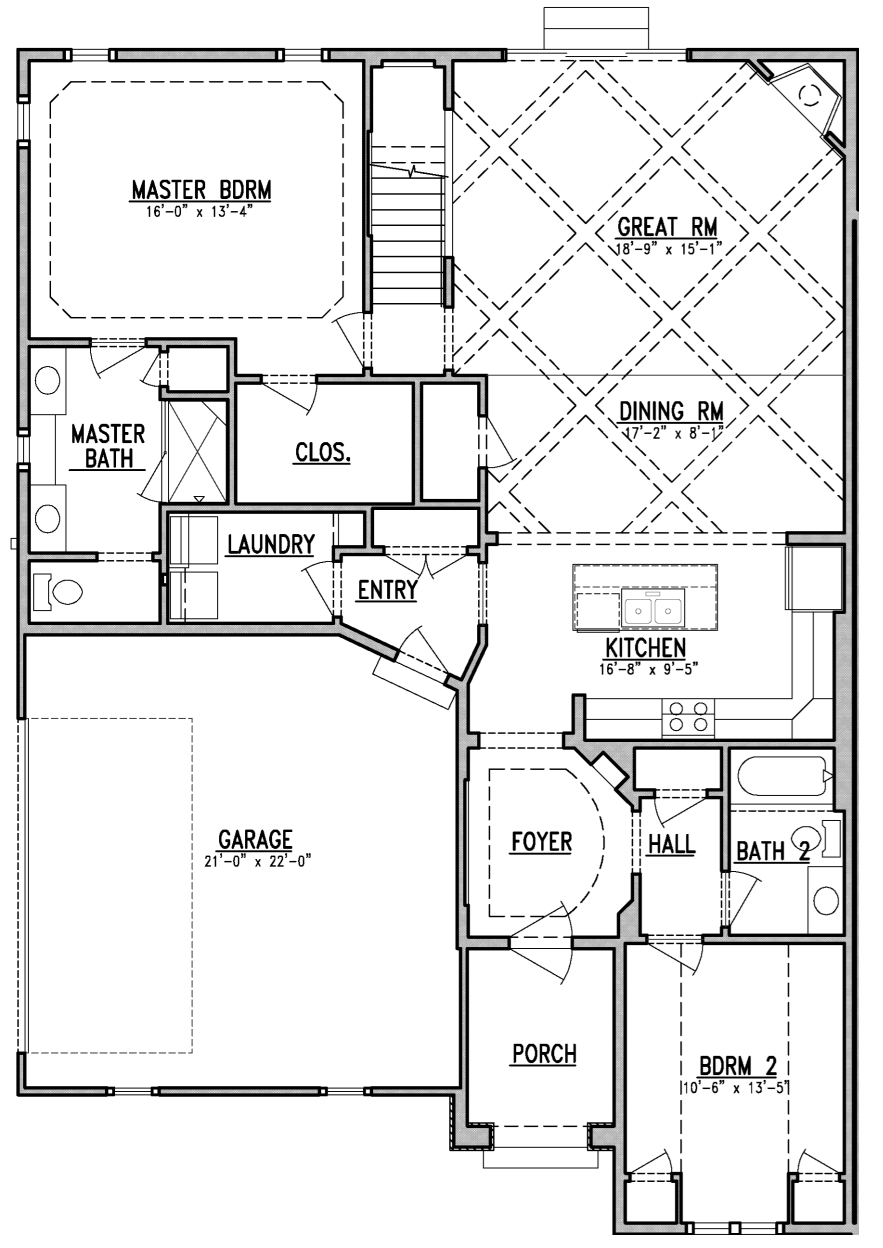 MASTER BDRM
16'-0" x 13'-4"
GREAT RM
18'-9" x 15'-1"
DINING RM
17'-2" x 8'-1"
MASTER
BATH
CLOS.
LAUNDRY
ENTRY
KITCHEN
16'-8" x 9'-5"
GARAGE
21'-0" x 22'-0"
FOYER
HALL
BATH 2
PORCH
BDRM 2
10'-6" x 13'-5"